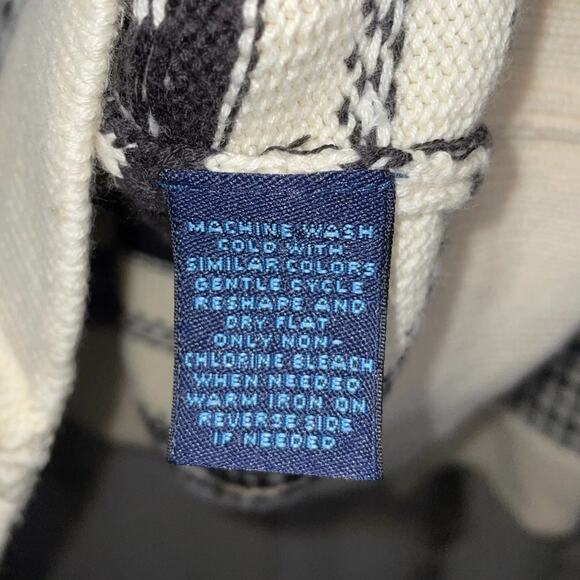 MACHINE WASH
COLD WITH
SIMILAR COLORS
GENTLE CYCLE
RESHAPE AND
DRY FLAT
ONLY NON-
CHLORINE BLEACH
WHEN NEEDED
WARM IRON ON
REVERSE SIDE
IF NEEDED